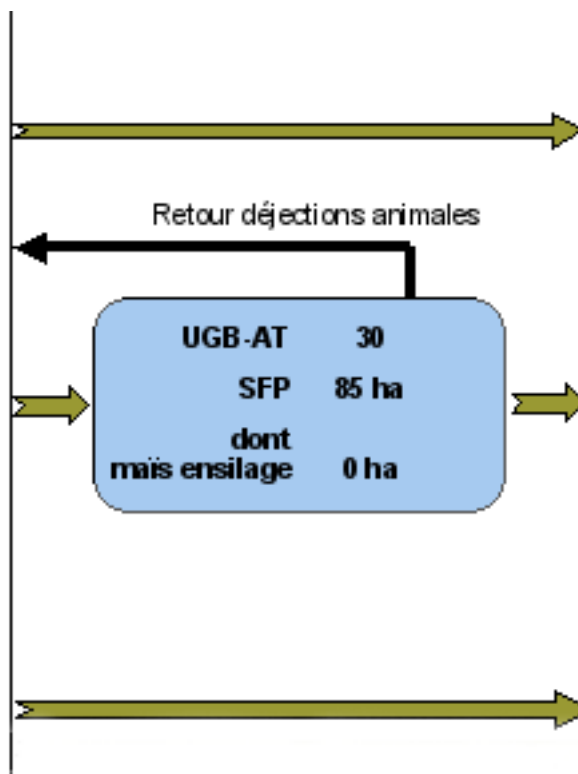 Retour déjections animales
UGB-AT 30
SFP 85 ha
dont
maïs ensilage 0 ha